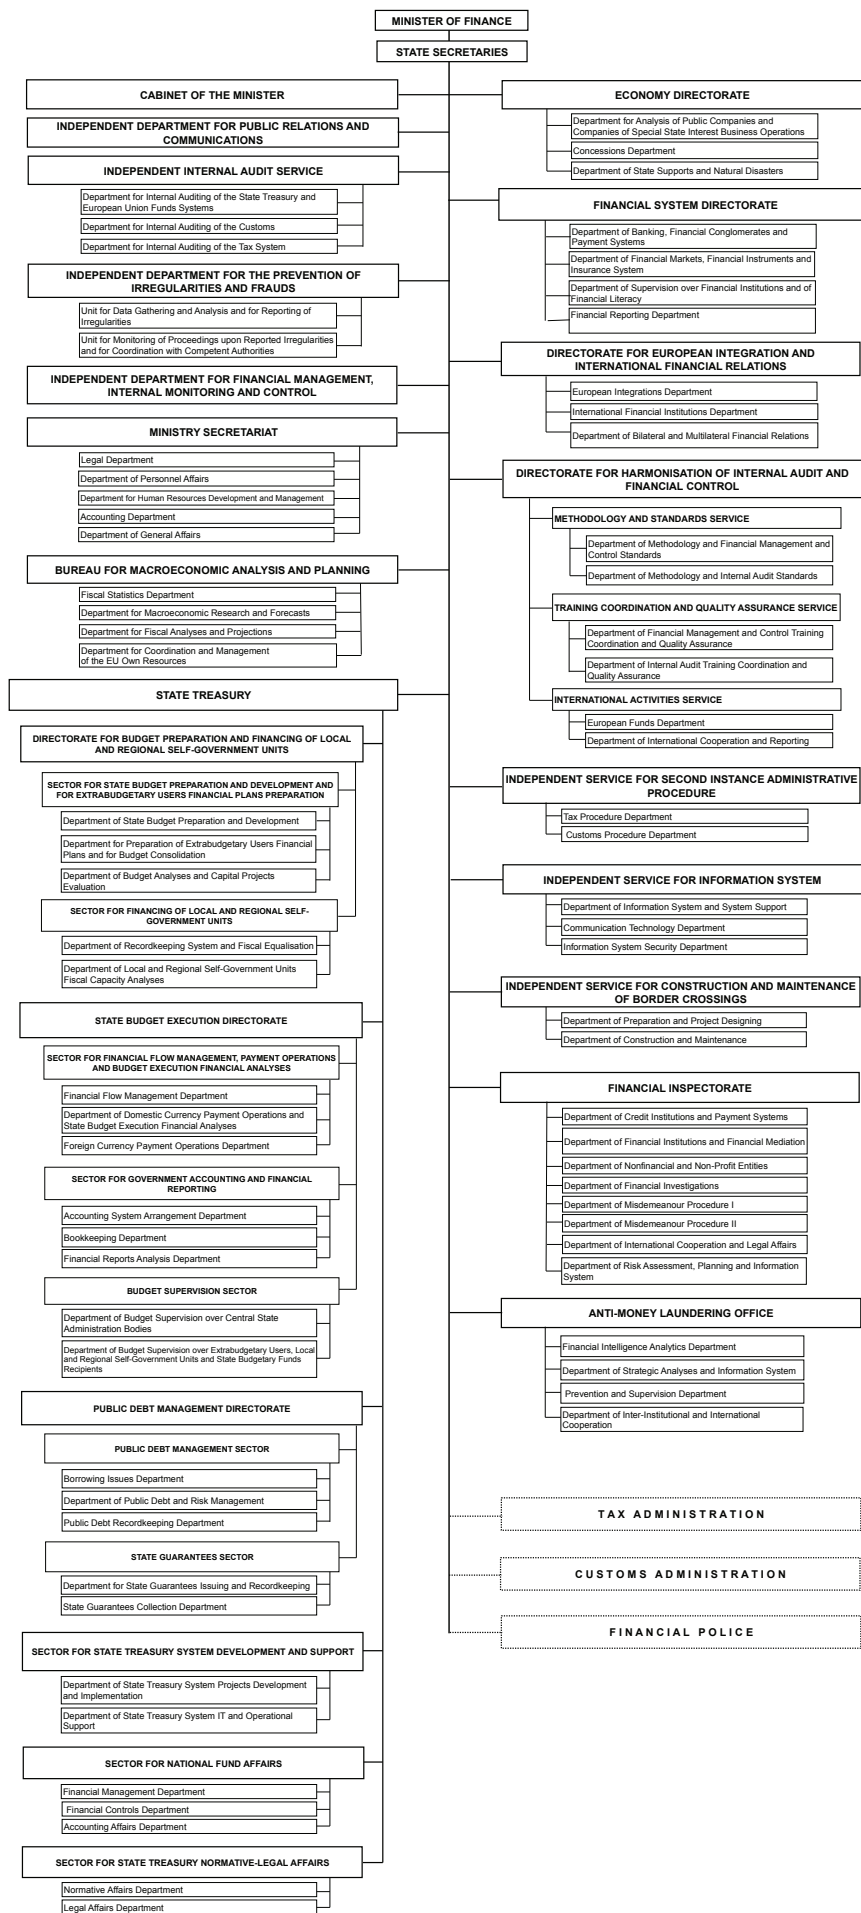 MINISTER OF FINANCE
STATE SECRETARIES
CABINET OF THE MINISTER
INDEPENDENT DEPARTMENT FOR PUBLIC RELATIONS AND
COMMUNICATIONS
INDEPENDENT INTERNAL AUDIT SERVICE
Department for Internal Auditing of the State Treasury and
European Union Funds Systems
Department for Internal Auditing of the Customs
Department for Internal Auditing of the Tax System
INDEPENDENT DEPARTMENT FOR THE PREVENTION OF
IRREGULARITIES AND FRAUDS
Unit for Data Gathering and Analysis and for Reporting of
Irregularities
Unit for Monitoring of Proceedings upon Reported Irregularities
and for Coordination with Competent Authorities
INDEPENDENT DEPARTMENT FOR FINANCIAL MANAGEMENT,
INTERNAL MONITORING AND CONTROL
MINISTRY SECRETARIAT
Legal Department
Department of Personnel Affairs
Department for Human Resources Development and Management
Accounting Department
Department of General Affairs
BUREAU FOR MACROECONOMIC ANALYSIS AND PLANNING
Fiscal Statistics Department
Department for Macroeconomic Research and Forecasts
Department for Fiscal Analyses and Projections
Department for Coordination and Management
of the EU Own Resources
STATE TREASURY
DIRECTORATE FOR BUDGET PREPARATION AND FINANCING OF LOCAL
AND REGIONAL SELF-GOVERNMENT UNITS
SECTOR FOR STATE BUDGET PREPARATION AND DEVELOPMENT AND
FOR EXTRABUDGETARY USERS FINANCIAL PLANS PREPARATION
Department of State Budget Preparation and Development
Department for Preparation of Extrabudgetary Users Financial
Plans and for Budget Consolidation
Department of Budget Analyses and Capital Projects
Evaluation
SECTOR FOR FINANCING OF LOCAL AND REGIONAL SELF-
GOVERNMENT UNITS
Department of Recordkeeping System and Fiscal Equalisation
Department of Local and Regional Self-Government Units
Fiscal Capacity Analyses
STATE BUDGET EXECUTION DIRECTORATE
SECTOR FOR FINANCIAL FLOW MANAGEMENT, PAYMENT OPERATIONS
AND BUDGET EXECUTION FINANCIAL ANALYSES
Financial Flow Management Department
Department of Domestic Currency Payment Operations and
State Budget Execution Financial Analyses
Foreign Currency Payment Operations Department
SECTOR FOR GOVERNMENT ACCOUNTING AND FINANCIAL
REPORTING
Accounting System Arrangement Department
Bookkeeping Department
Financial Reports Analysis Department
BUDGET SUPERVISION SECTOR
Department of Budget Supervision over Central State
Administration Bodies
Department of Budget Supervision over Extrabudgetary Users, Local
and Regional Self-Government Units and State Budgetary Funds
Recipients
PUBLIC DEBT MANAGEMENT DIRECTORATE
PUBLIC DEBT MANAGEMENT SECTOR
Borrowing Issues Department
Department of Public Debt and Risk Management
Public Debt Recordkeeping Department
STATE GUARANTEES SECTOR
Department for State Guarantees Issuing and Recordkeeping
State Guarantees Collection Department
SECTOR FOR STATE TREASURY SYSTEM DEVELOPMENT AND SUPPORT
Department of State Treasury System Projects Development
and Implementation
Department of State Treasury System IT and Operational
Support
SECTOR FOR NATIONAL FUND AFFAIRS
Financial Management Department
Financial Controls Department
Accounting Affairs Department
SECTOR FOR STATE TREASURY NORMATIVE-LEGAL AFFAIRS
Normative Affairs Department
Legal Affairs Department
ECONOMY DIRECTORATE
Department for Analysis of Public Companies and
Companies of Special State Interest Business Operations
Concessions Department
Department of State Supports and Natural Disasters
FINANCIAL SYSTEM DIRECTORATE
Department of Banking, Financial Conglomerates and
Payment Systems
Department of Financial Markets, Financial Instruments and
Insurance System
Department of Supervision over Financial Institutions and of
Financial Literacy
Financial Reporting Department
DIRECTORATE FOR EUROPEAN INTEGRATION AND
INTERNATIONAL FINANCIAL RELATIONS
European Integrations Department
International Financial Institutions Department
Department of Bilateral and Multilateral Financial Relations
DIRECTORATE FOR HARMONISATION OF INTERNAL AUDIT AND
FINANCIAL CONTROL
METHODOLOGY AND STANDARDS SERVICE
Department of Methodology and Financial Management and
Control Standards
Department of Methodology and Internal Audit Standards
TRAINING COORDINATION AND QUALITY ASSURANCE SERVICE
Department of Financial Management and Control Training
Coordination and Quality Assurance
Department of Internal Audit Training Coordination and
Quality Assurance
INTERNATIONAL ACTIVITIES SERVICE
European Funds Department
Department of International Cooperation and Reporting
INDEPENDENT SERVICE FOR SECOND INSTANCE ADMINISTRATIVE
PROCEDURE
Tax Procedure Department
Customs Procedure Department
INDEPENDENT SERVICE FOR INFORMATION SYSTEM
Department of Information System and System Support
Communication Technology Department
Information System Security Department
INDEPENDENT SERVICE FOR CONSTRUCTION AND MAINTENANCE
OF BORDER CROSSINGS
Department of Preparation and Project Designing
Department of Construction and Maintenance
FINANCIAL INSPECTORATE
Department of Credit Institutions and Payment Systems
Department of Financial Institutions and Financial Mediation
Department of Nonfinancial and Non-Profit Entities
Department of Financial Investigations
Department of Misdemeanour Procedure I
Department of Misdemeanour Procedure II
Department of International Cooperation and Legal Affairs
Department of Risk Assessment, Planning and Information
System
ANTI-MONEY LAUNDERING OFFICE
Financial Intelligence Analytics Department
Department of Strategic Analyses and Information System
Prevention and Supervision Department
Department of Inter-Institutional and International
Cooperation
TAX ADMINISTRATION
CUSTOMS ADMINISTRATION
FINANCIAL POLICE